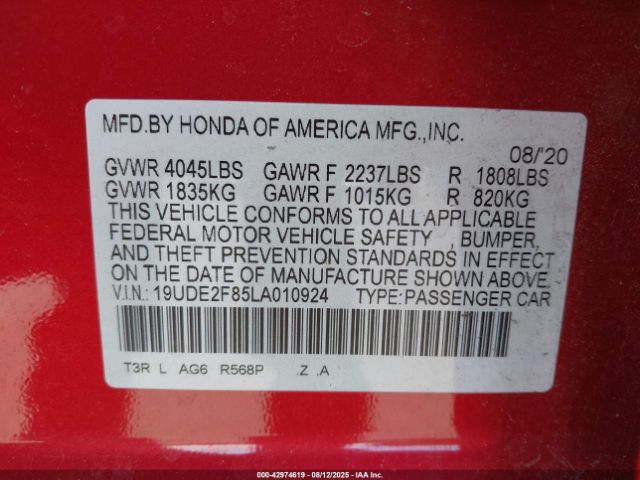 MFD.BY HONDA OF AMERICA MFG.,INC.
08/'20
GVWR 4045LBS GAWR F 2237LBS R 1808LBS
GVWR 1835KG GAWR F 1015KG R 820KG
THIS VEHICLE CONFORMS TO ALL APPLICABLE
FEDERAL MOTOR VEHICLE SAFETY , BUMPER,
AND THEFT PREVENTION STANDARDS IN EFFECT
ON THE DATE OF MANUFACTURE SHOWN ABOVE.
V.I.N.: 19UDE2F85LA010924 TYPE:PASSENGER CAR
T3R L AG6 R568P .Z .A
000-42974619 - 08/12/2025 - IAA Inc.